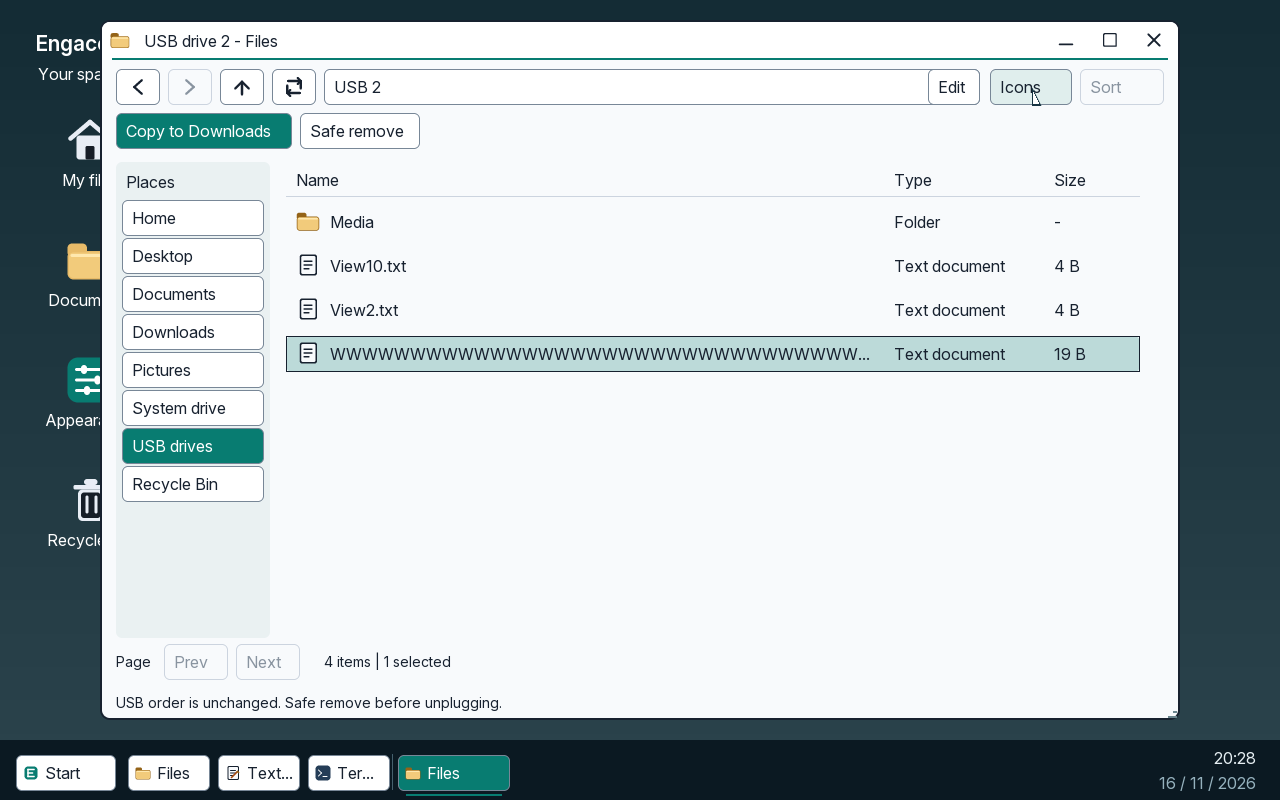 Engac
Your spa
My fil
Docum
Appeara
Recycle
USB drive 2 - Files
USB 2
Edit
Icons
Sort
Copy to Downloads
Safe remove
Places
Home
Desktop
Documents
Downloads
Pictures
System drive
USB drives
Recycle Bin
Name Type Size
Media Folder -
View10.txt Text document 4 B
View2.txt Text document 4 B
WWWWWWWWWWWWWWWWWWWWWWWWWWWWWWWWW... Text document 19 B
Page Prev Next 4 items | 1 selected
USB order is unchanged. Safe remove before unplugging.
Start Files Text... Ter... Files
20:28
16 / 11 / 2026